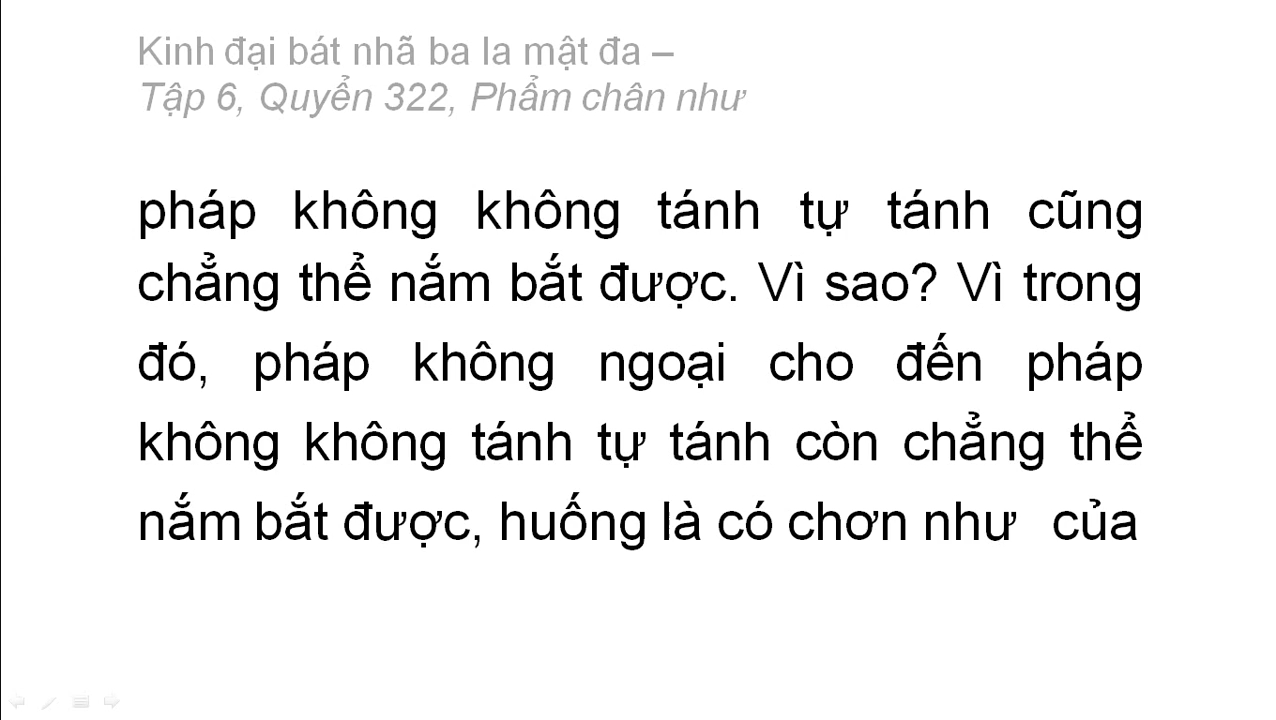 Kinh đại bát nhã ba la mật đa –
Tập 6, Quyển 322, Phẩm chân như
pháp không không tánh tự tánh cũng
chẳng thể nắm bắt được. Vì sao? Vì trong
đó, pháp không ngoại cho đến pháp
không không tánh tự tánh còn chẳng thể
nắm bắt được, huống là có chơn như của